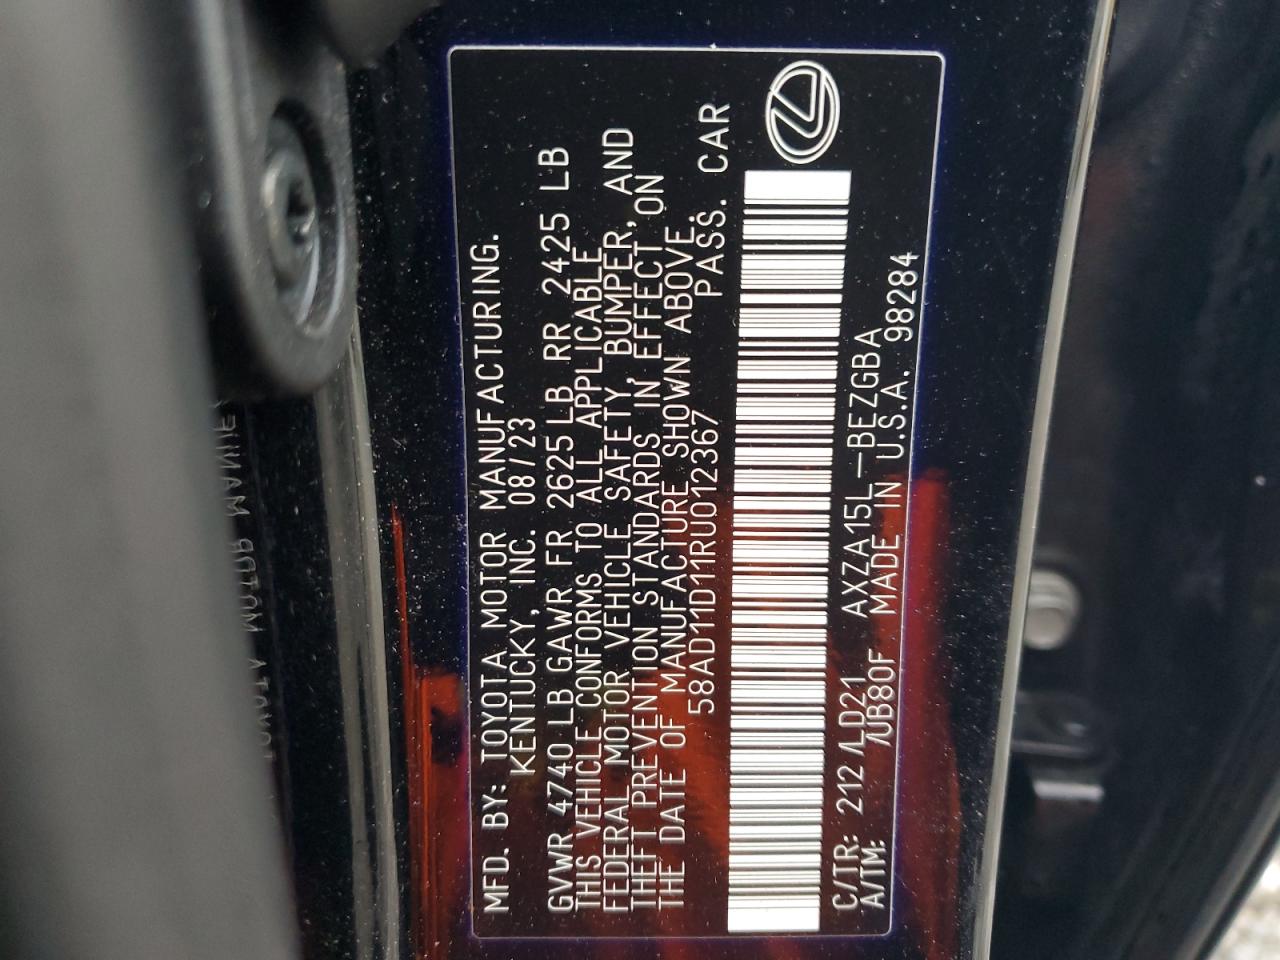 MFD. BY: TOYOTA MOTOR MANUFACTURING.
KENTUCKY, INC. 08/23
GVWR 4740 LB GAWR FR 2625 LB RR 2425 LB
THIS VEHICLE CONFORMS TO ALL APPLICABLE
FEDERAL MOTOR VEHICLE SAFETY, BUMPER, AND
THEFT PREVENTION STANDARDS IN EFFECT ON
THE DATE OF MANUFACTURE SHOWN ABOVE.
58AD11D11RU012367 PASS. CAR
C/TR: 212 /LD21 AXZA15L-BEZGBA
A/TM: /UB80F MADE IN U.S.A. 98284